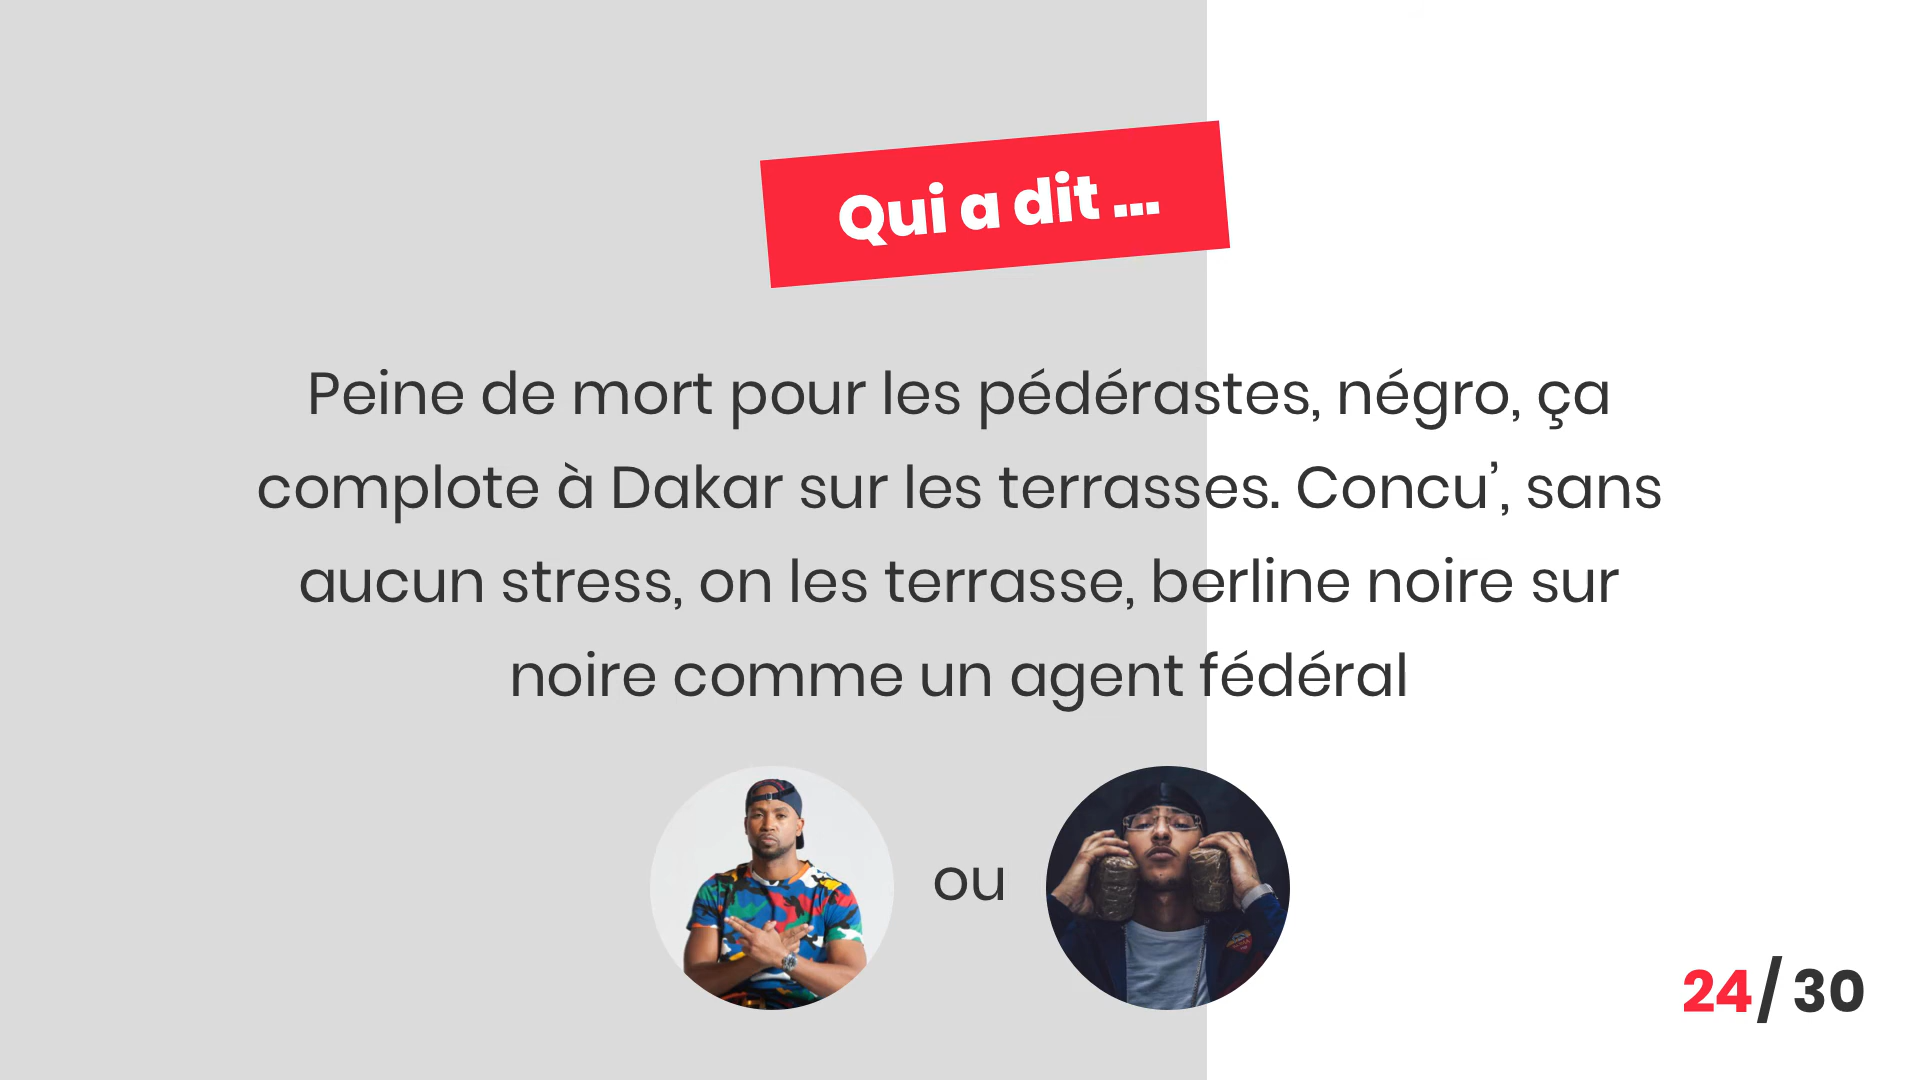 Qui a dit ...
Peine de mort pour les pédérastes, négro, ça
complote à Dakar sur les terrasses. Concu’, sans
aucun stress, on les terrasse, berline noire sur
noire comme un agent fédéral
ou
24/ 30